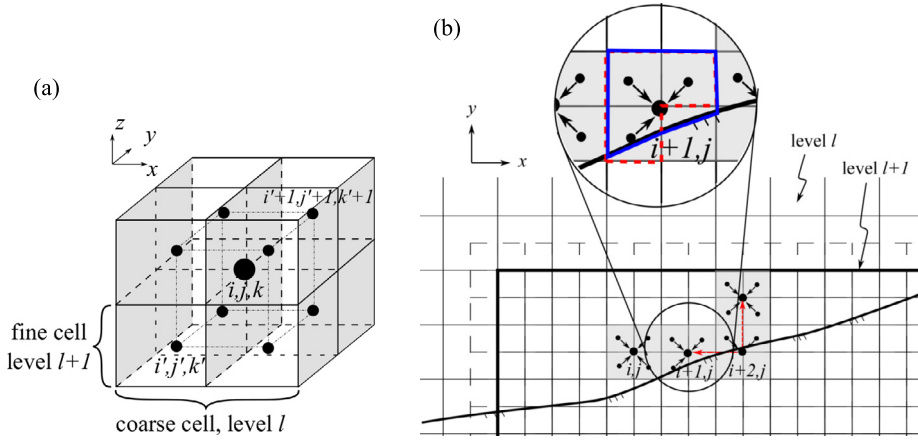 (a)
z
y
x
i'+1,j'+1,k'+1
i,j,k
fine cell
level l+1
i',j',k'
coarse cell, level l
(b)
y
x
i+1,j
level l
level l+1
i,j
i+1,j
i+2,j